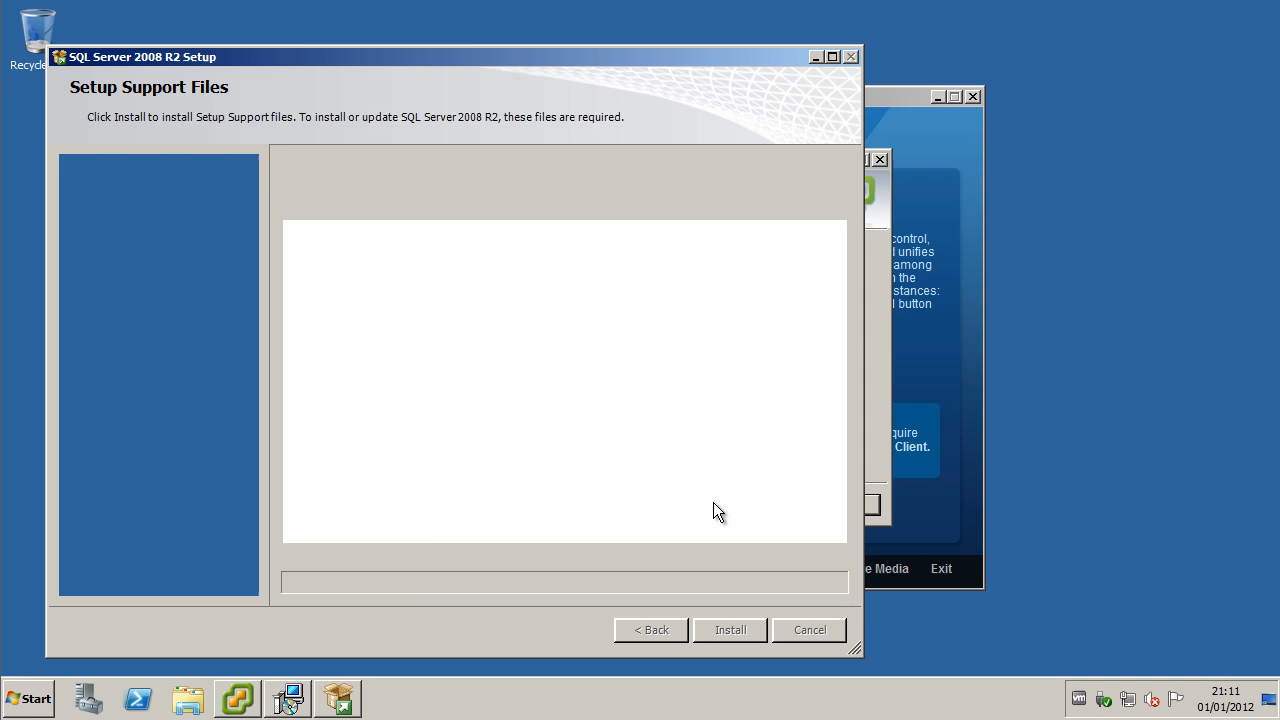 Recycle
SQL Server 2008 R2 Setup
Setup Support Files
Click Install to install Setup Support files. To install or update SQL Server 2008 R2, these files are required.
control,
unifies
among
the
stances:
button
quire
Client.
Media
Exit
< Back
Install
Cancel
Start
21:11
01/01/2012